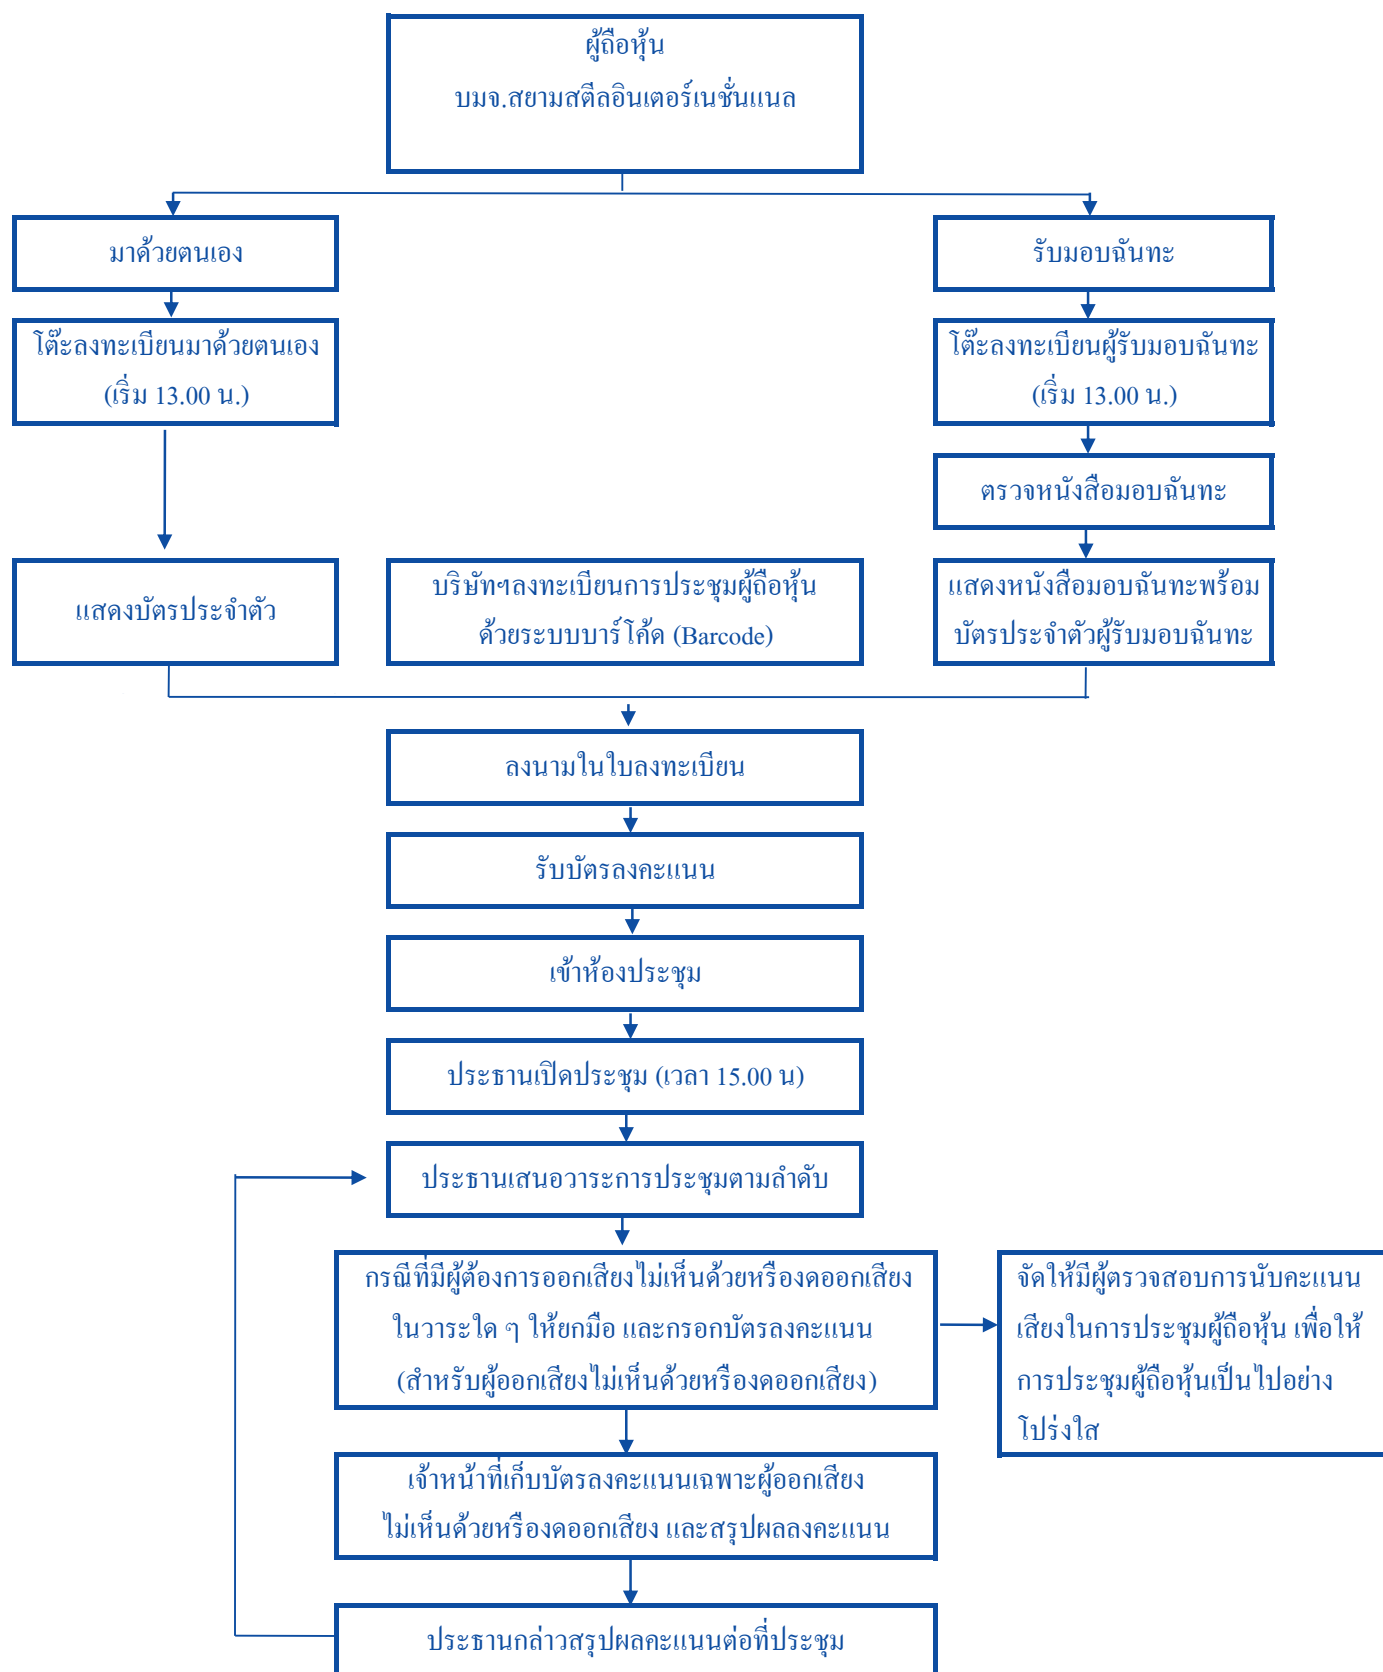 ผู้ถือหุ้น
บมจ.สยามสตีลอินเตอร์เนชั่นแนล
มาด้วยตนเอง
รับมอบฉันทะ
โต๊ะลงทะเบียนมาด้วยตนเอง
(เริ่ม 13.00 น.)
โต๊ะลงทะเบียนผู้รับมอบฉันทะ
(เริ่ม 13.00 น.)
ตรวจหนังสือมอบฉันทะ
แสดงบัตรประจำตัว
บริษัทฯลงทะเบียนการประชุมผู้ถือหุ้น
ด้วยระบบบาร์โค้ด (Barcode)
แสดงหนังสือมอบฉันทะพร้อม
บัตรประจำตัวผู้รับมอบฉันทะ
ลงนามในใบลงทะเบียน
รับบัตรลงคะแนน
เข้าห้องประชุม
ประธานเปิดประชุม (เวลา 15.00 น)
ประธานเสนอวาระการประชุมตามลำดับ
กรณีที่มีผู้ต้องการออกเสียงไม่เห็นด้วยหรืองดออกเสียง
ในวาระใด ๆ ให้ยกมือ และกรอกบัตรลงคะแนน
(สำหรับผู้ออกเสียงไม่เห็นด้วยหรืองดออกเสียง)
จัดให้มีผู้ตรวจสอบการนับคะแนน
เสียงในการประชุมผู้ถือหุ้น เพื่อให้
การประชุมผู้ถือหุ้นเป็นไปอย่าง
โปร่งใส
เจ้าหน้าที่เก็บบัตรลงคะแนนเฉพาะผู้ออกเสียง
ไม่เห็นด้วยหรืองดออกเสียง และสรุปผลลงคะแนน
ประธานกล่าวสรุปผลคะแนนต่อที่ประชุม